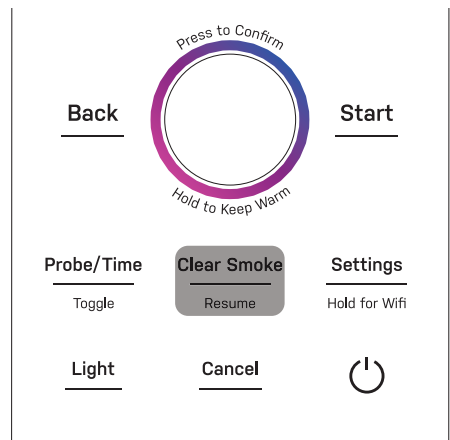 Press to Confirm
Back
Start
Hold to Keep Warm
Probe/Time
Clear Smoke
Settings
Toggle
Resume
Hold for Wifi
Light
Cancel